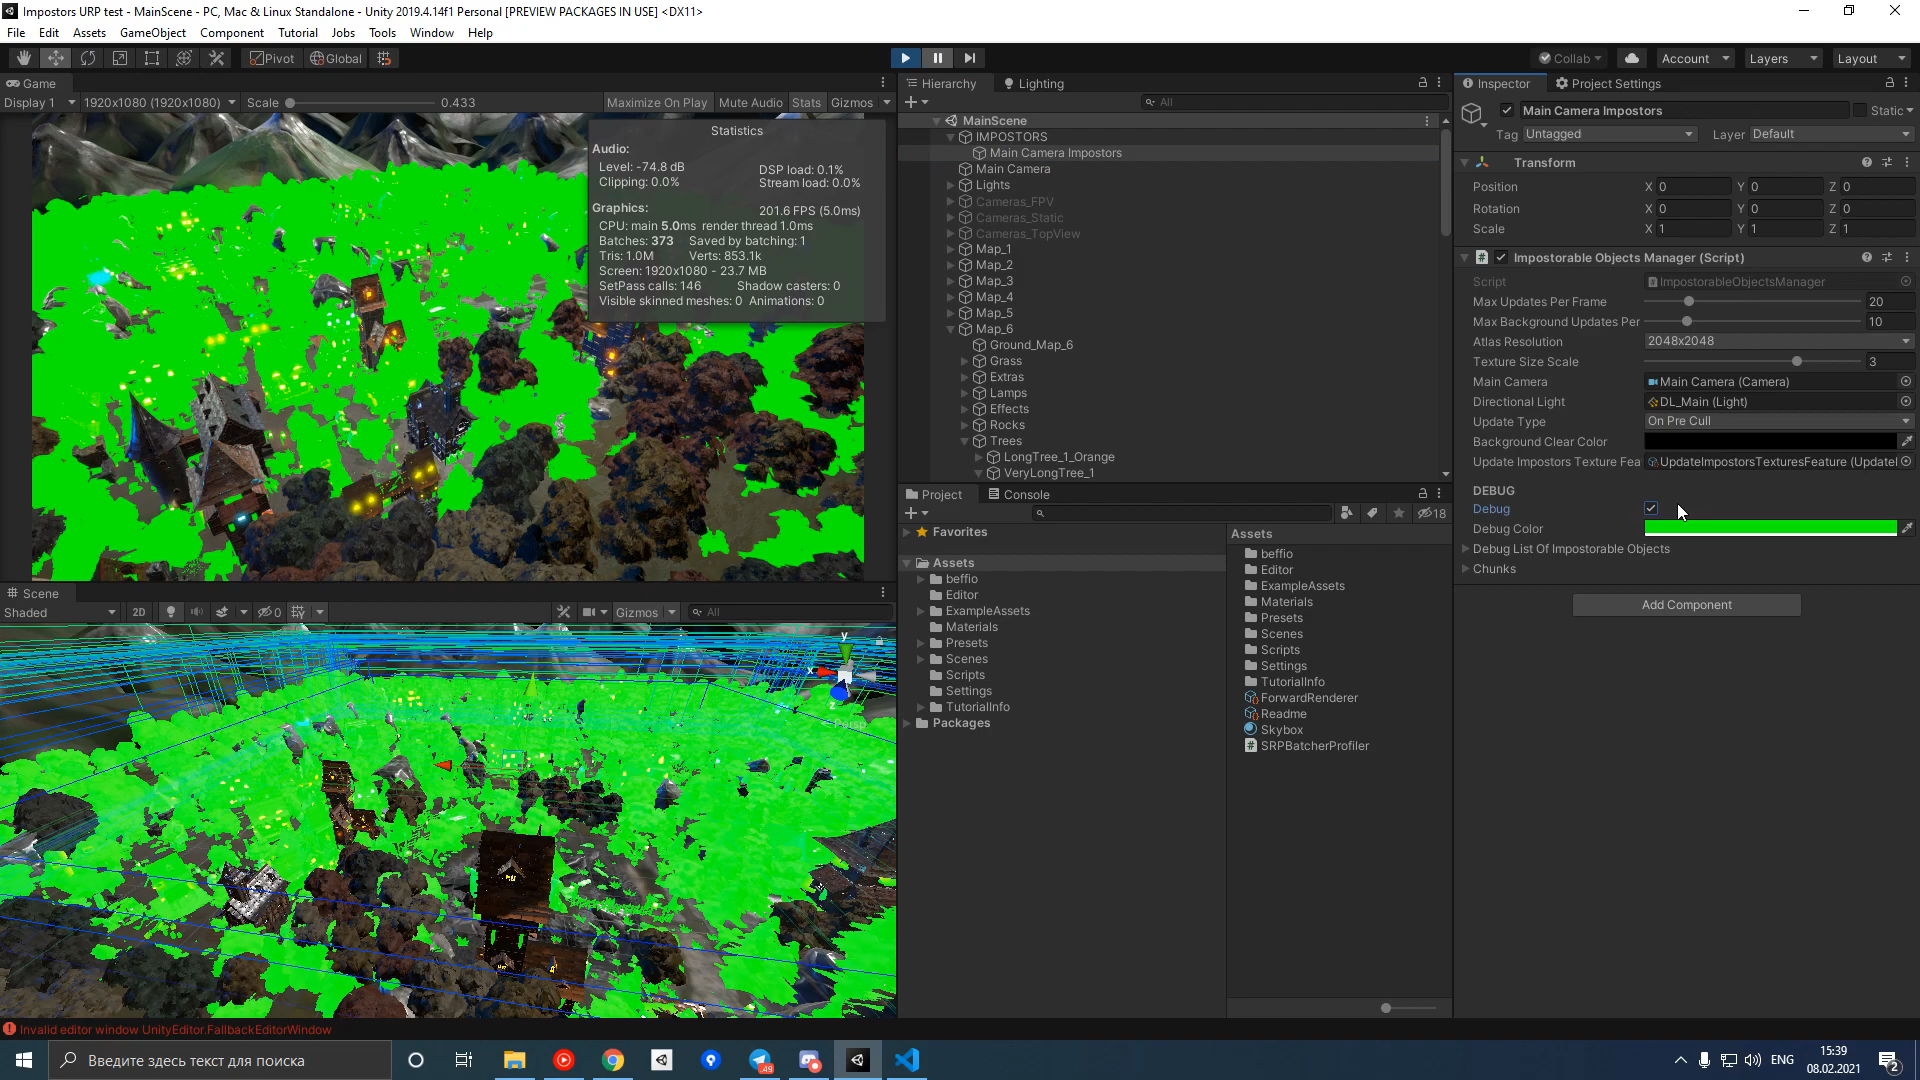 Impostors URP test - MainScene - PC, Mac & Linux Standalone - Unity 2019.4.14f1 Personal [PREVIEW PACKAGES IN USE] <DX11>
File Edit Assets GameObject Component Tutorial Jobs Tools Window Help
Pivot Global Collab Account Layers Layout
Game
Display 1 1920x1080 (1920x1080) Scale 0.433 Maximize On Play Mute Audio Stats Gizmos
Statistics
Audio:
Level: -74.8 dB DSP load: 0.1%
Clipping: 0.0% Stream load: 0.0%
Graphics: 201.6 FPS (5.0ms)
CPU: main 5.0ms render thread 1.0ms
Batches: 373 Saved by batching: 1
Tris: 1.0M Verts: 853.1k
Screen: 1920x1080 - 23.7 MB
SetPass calls: 146 Shadow casters: 0
Visible skinned meshes: 0 Animations: 0
Scene
Shaded 2D 0 Gizmos All
y
x
z
Persp
Hierarchy Lighting
All
MainScene
IMPOSTORS
Main Camera Impostors
Main Camera
Lights
Cameras_FPV
Cameras_Static
Cameras_TopView
Map_1
Map_2
Map_3
Map_4
Map_5
Map_6
Ground_Map_6
Grass
Extras
Lamps
Effects
Rocks
Trees
LongTree_1_Orange
VeryLongTree_1
Project Console
18
Favorites
Assets
beffio
Editor
ExampleAssets
Materials
Presets
Scenes
Scripts
Settings
TutorialInfo
Packages
Assets
beffio
Editor
ExampleAssets
Materials
Presets
Scenes
Scripts
Settings
TutorialInfo
ForwardRenderer
Readme
Skybox
SRPBatcherProfiler
Inspector Project Settings
Main Camera Impostors Static
Tag Untagged Layer Default
Transform
Position X 0 Y 0 Z 0
Rotation X 0 Y 0 Z 0
Scale X 1 Y 1 Z 1
Impostorable Objects Manager (Script)
Script ImpostorableObjectsManager
Max Updates Per Frame 20
Max Background Updates Per 10
Atlas Resolution 2048x2048
Texture Size Scale 3
Main Camera Main Camera (Camera)
Directional Light DL_Main (Light)
Update Type On Pre Cull
Background Clear Color
Update Impostors Texture Fea UpdateImpostorsTexturesFeature (UpdateI
DEBUG
Debug
Debug Color
Debug List Of Impostorable Objects
Chunks
Add Component
Invalid editor window UnityEditor.FallbackEditorWindow
Введите здесь текст для поиска
49
ENG
15:39
08.02.2021
2